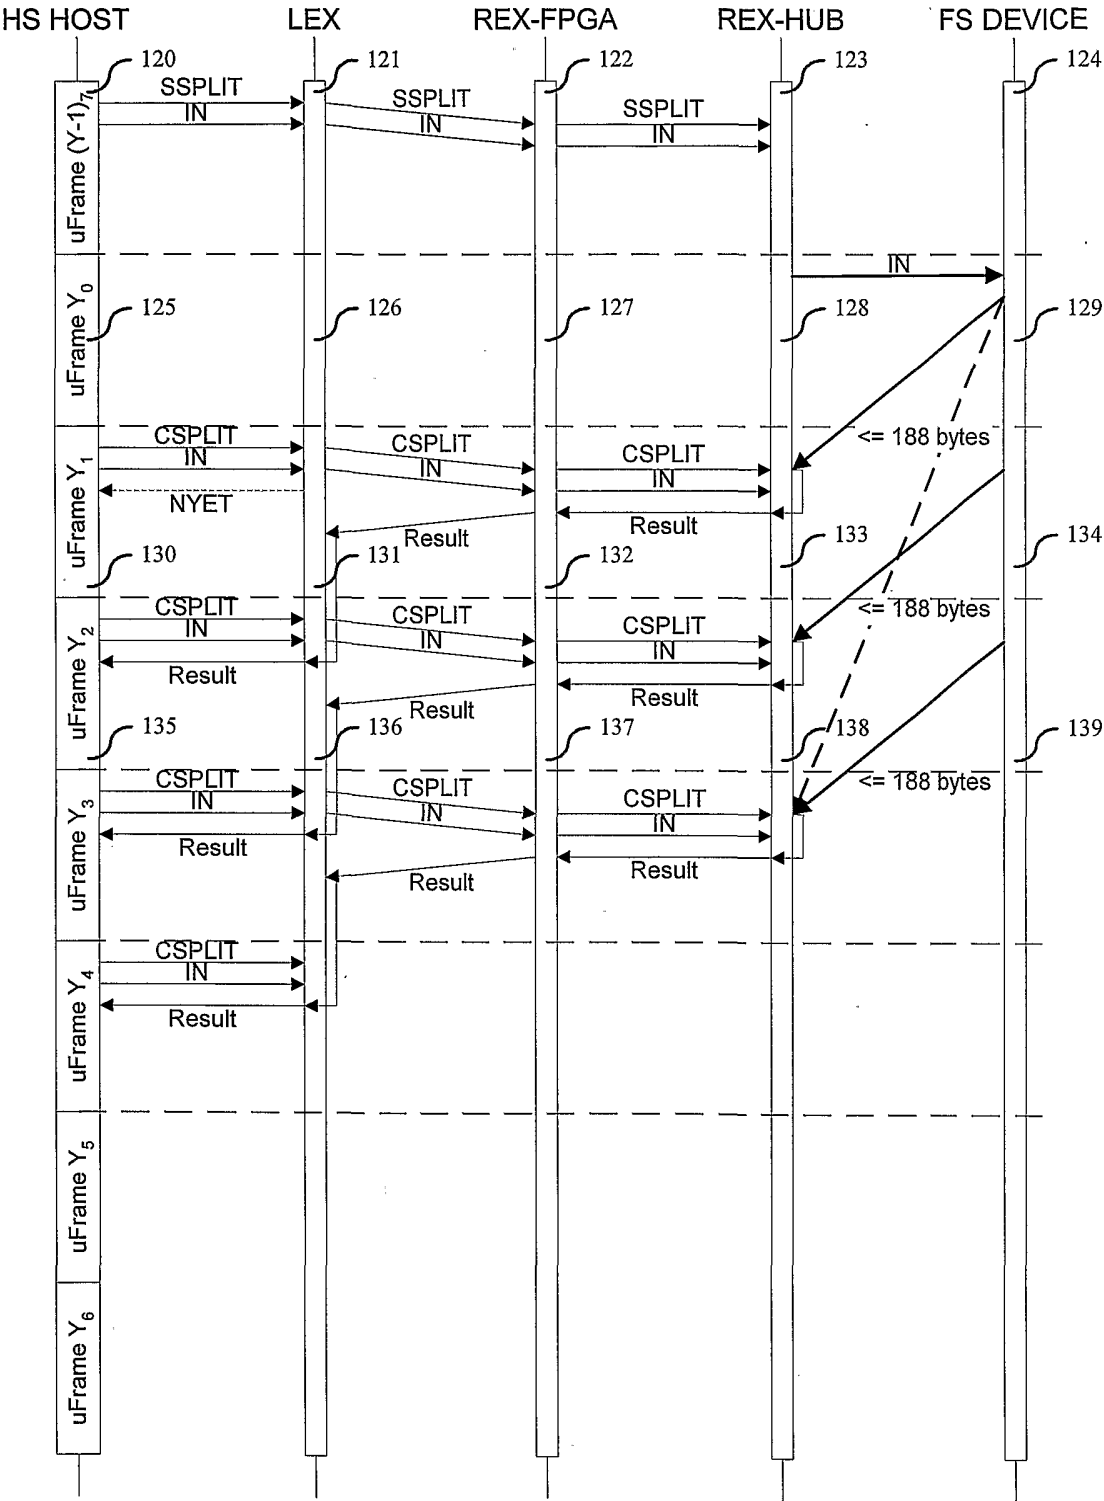 HS HOST LEX REX-FPGA REX-HUB FS DEVICE
120 121 122 123 124
uFrame (Y-1)7
SSPLIT SSPLIT SSPLIT
IN IN IN
IN
uFrame Y0
125 126 127 128 129
<= 188 bytes
uFrame Y1
CSPLIT CSPLIT CSPLIT
IN IN IN
NYET Result Result
130 131 132 133 134
<= 188 bytes
uFrame Y2
CSPLIT CSPLIT CSPLIT
IN IN IN
Result Result Result
135 136 137 138 139
<= 188 bytes
uFrame Y3
CSPLIT CSPLIT CSPLIT
IN IN IN
Result Result Result
uFrame Y4
CSPLIT
IN
Result
uFrame Y5
uFrame Y6